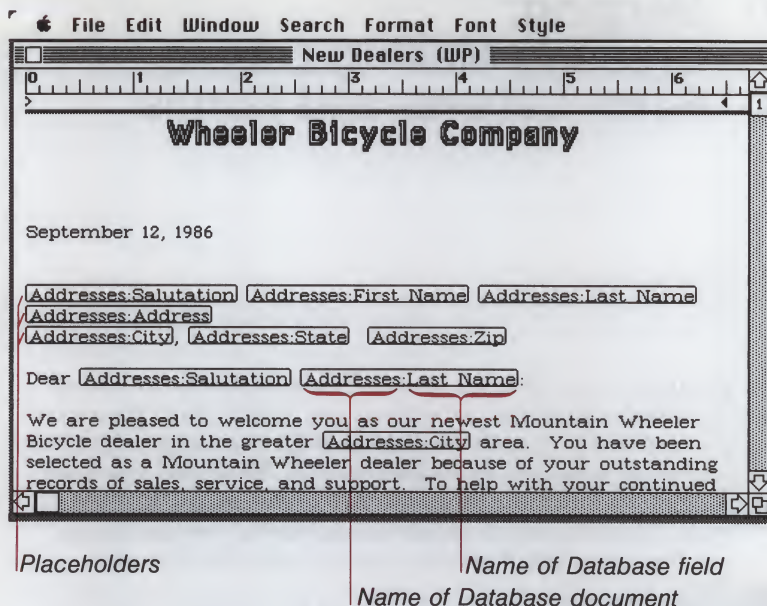 File Edit Window Search Format Font Style
New Dealers (WP)
0 1 2 3 4 5 6
1
Wheeler Bicycle Company
September 12, 1986
Addresses:Salutation Addresses:First Name Addresses:Last Name
Addresses:Address
Addresses:City, Addresses:State Addresses:Zip
Dear Addresses:Salutation Addresses:Last Name:
We are pleased to welcome you as our newest Mountain Wheeler
Bicycle dealer in the greater Addresses:City area. You have been
selected as a Mountain Wheeler dealer because of your outstanding
records of sales, service, and support. To help with your continued
Placeholders
Name of Database field
Name of Database document